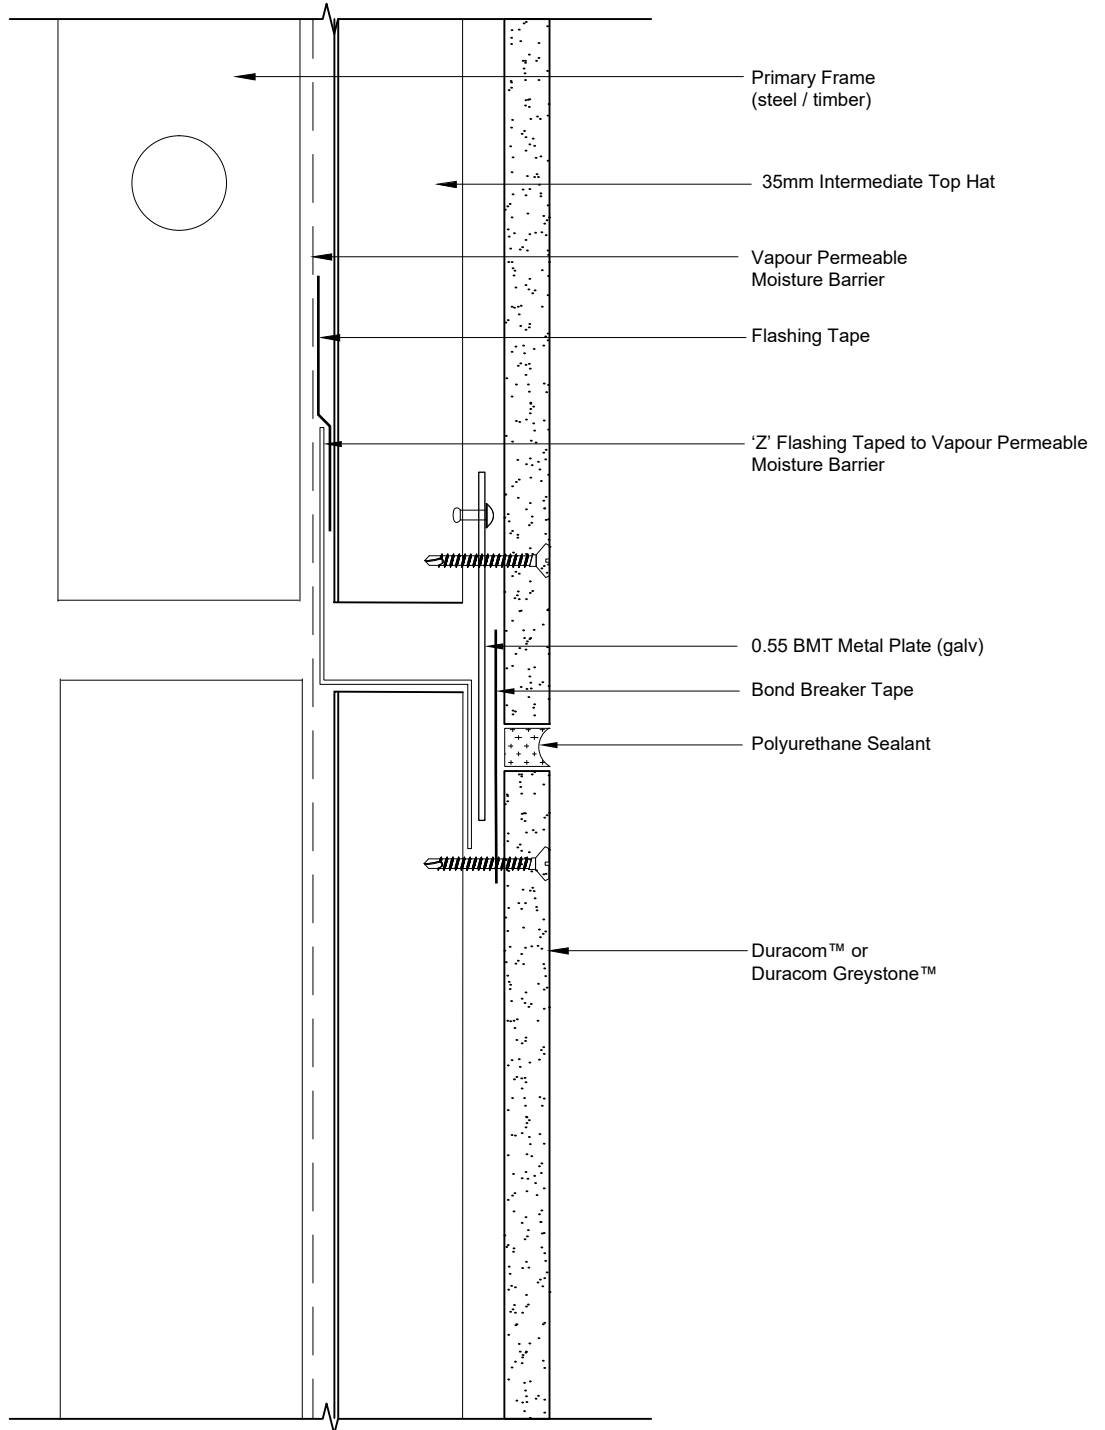 Primary Frame
(steel / timber)
35mm Intermediate Top Hat
Vapour Permeable
Moisture Barrier
Flashing Tape
‘Z’ Flashing Taped to Vapour Permeable
Moisture Barrier
0.55 BMT Metal Plate (galv)
Bond Breaker Tape
Polyurethane Sealant
Duracom™ or
Duracom Greystone™